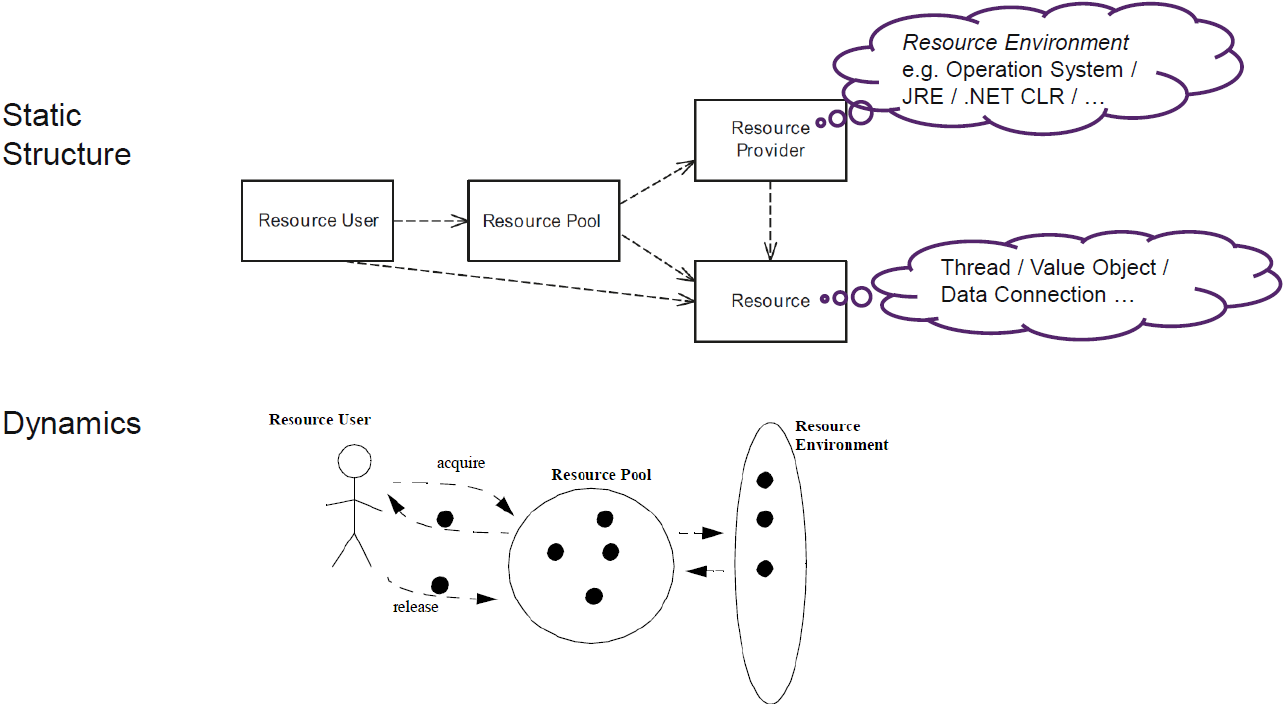 Static
Structure
Resource Environment
e.g. Operation System /
JRE / .NET CLR / …
Resource
Provider
Resource User
Resource Pool
Resource
Thread / Value Object /
Data Connection …
Dynamics
Resource User
acquire
Resource Pool
Resource
Environment
release